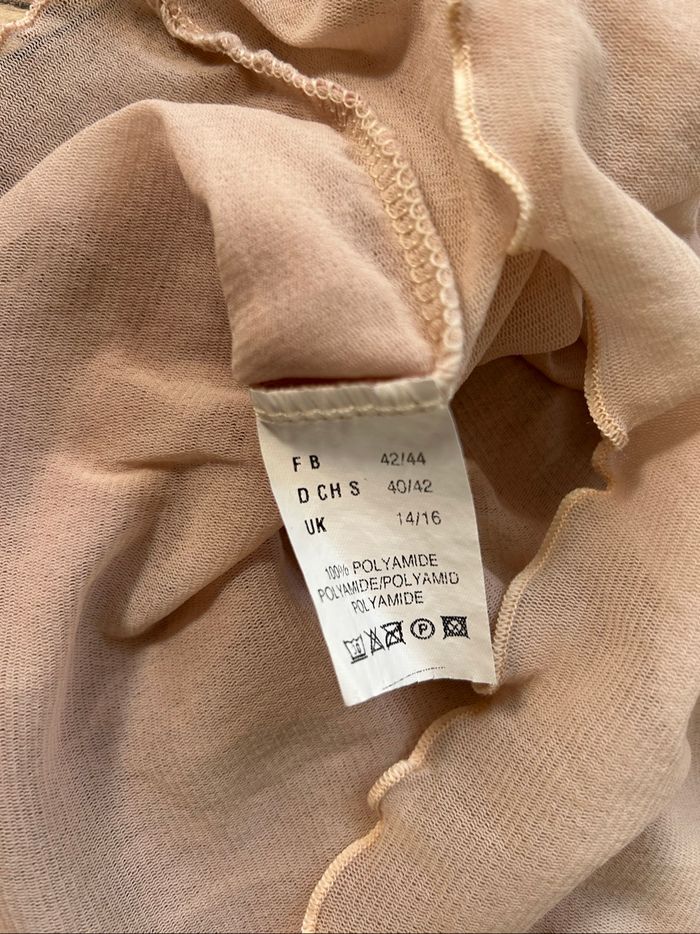 F B 42/44
D CH S 40/42
UK 14/16
100% POLYAMIDE
POLYAMIDE/POLYAMID
POLYAMIDE
P